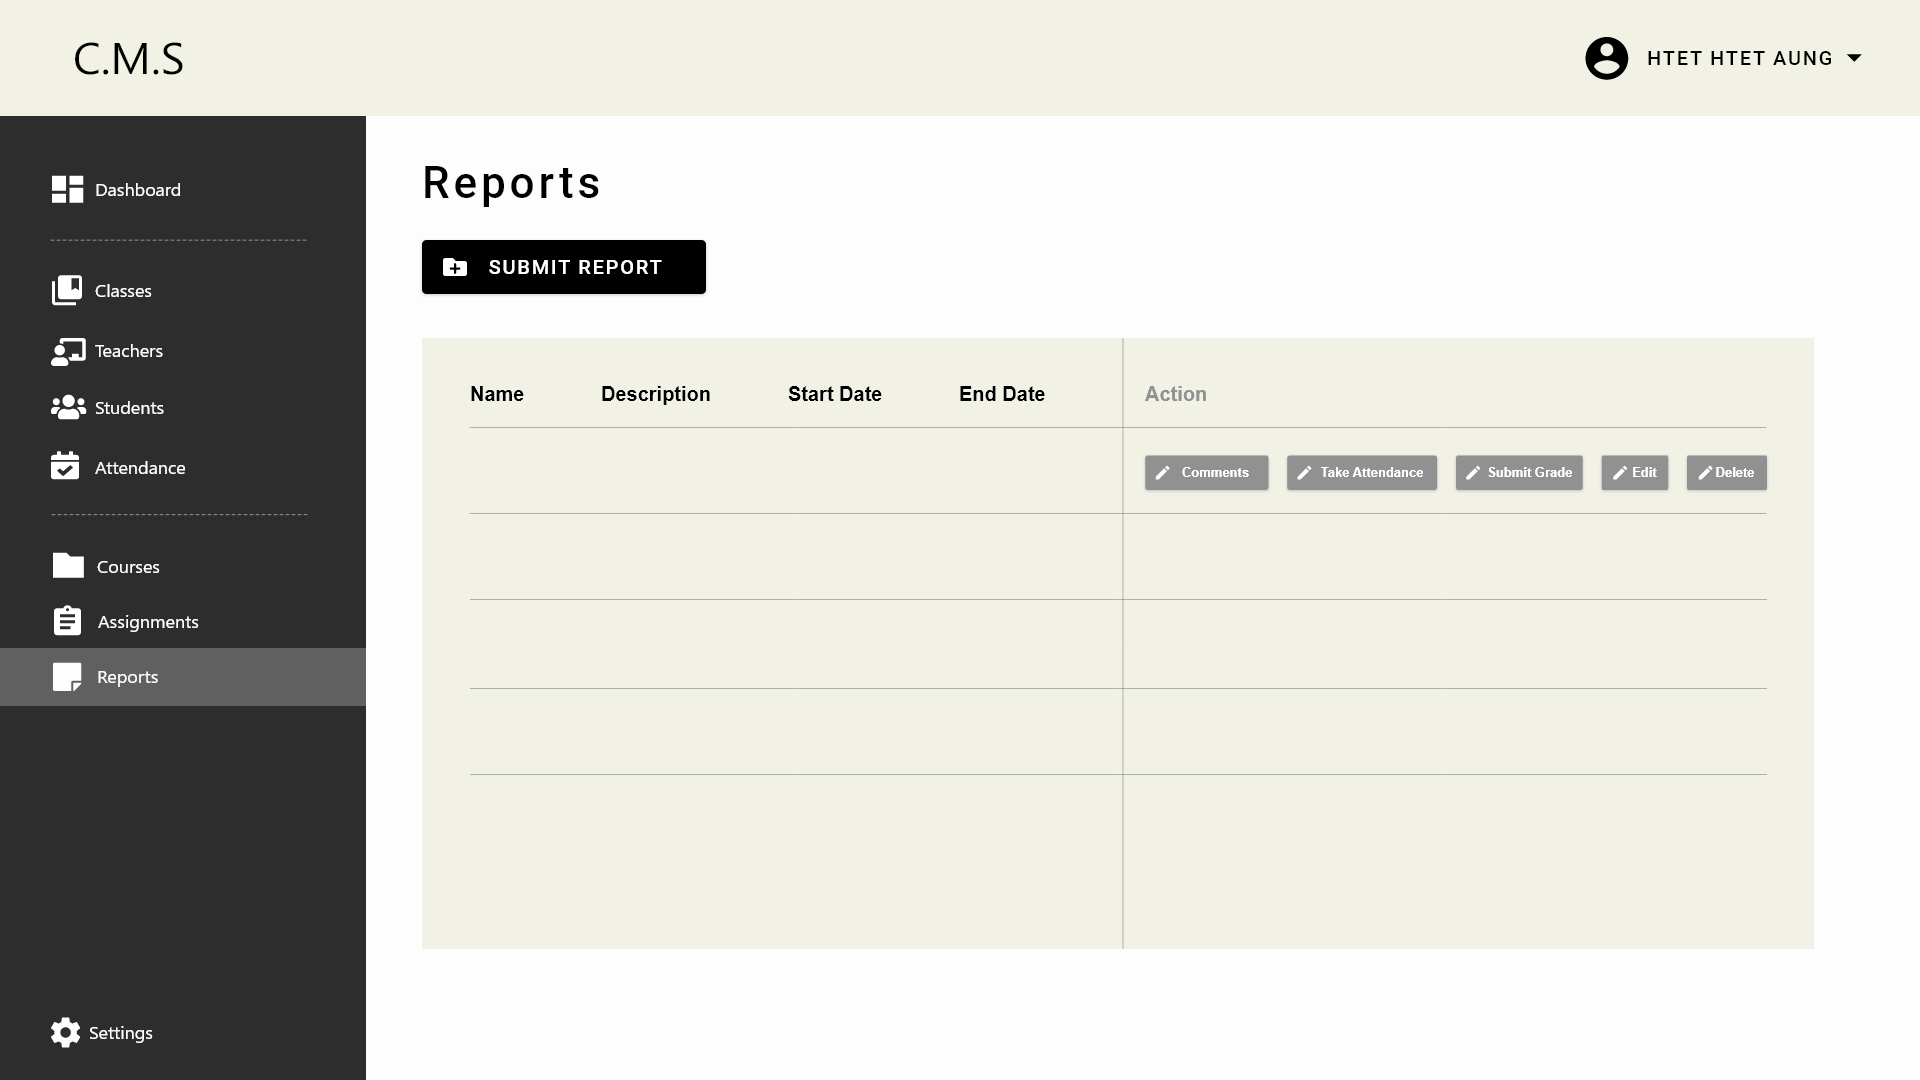 C.M.S
HTET HTET AUNG
Dashboard
Classes
Teachers
Students
Attendance
Courses
Assignments
Reports
Settings
Reports
SUBMIT REPORT
Name Description Start Date End Date Action
Comments Take Attendance Submit Grade Edit Delete